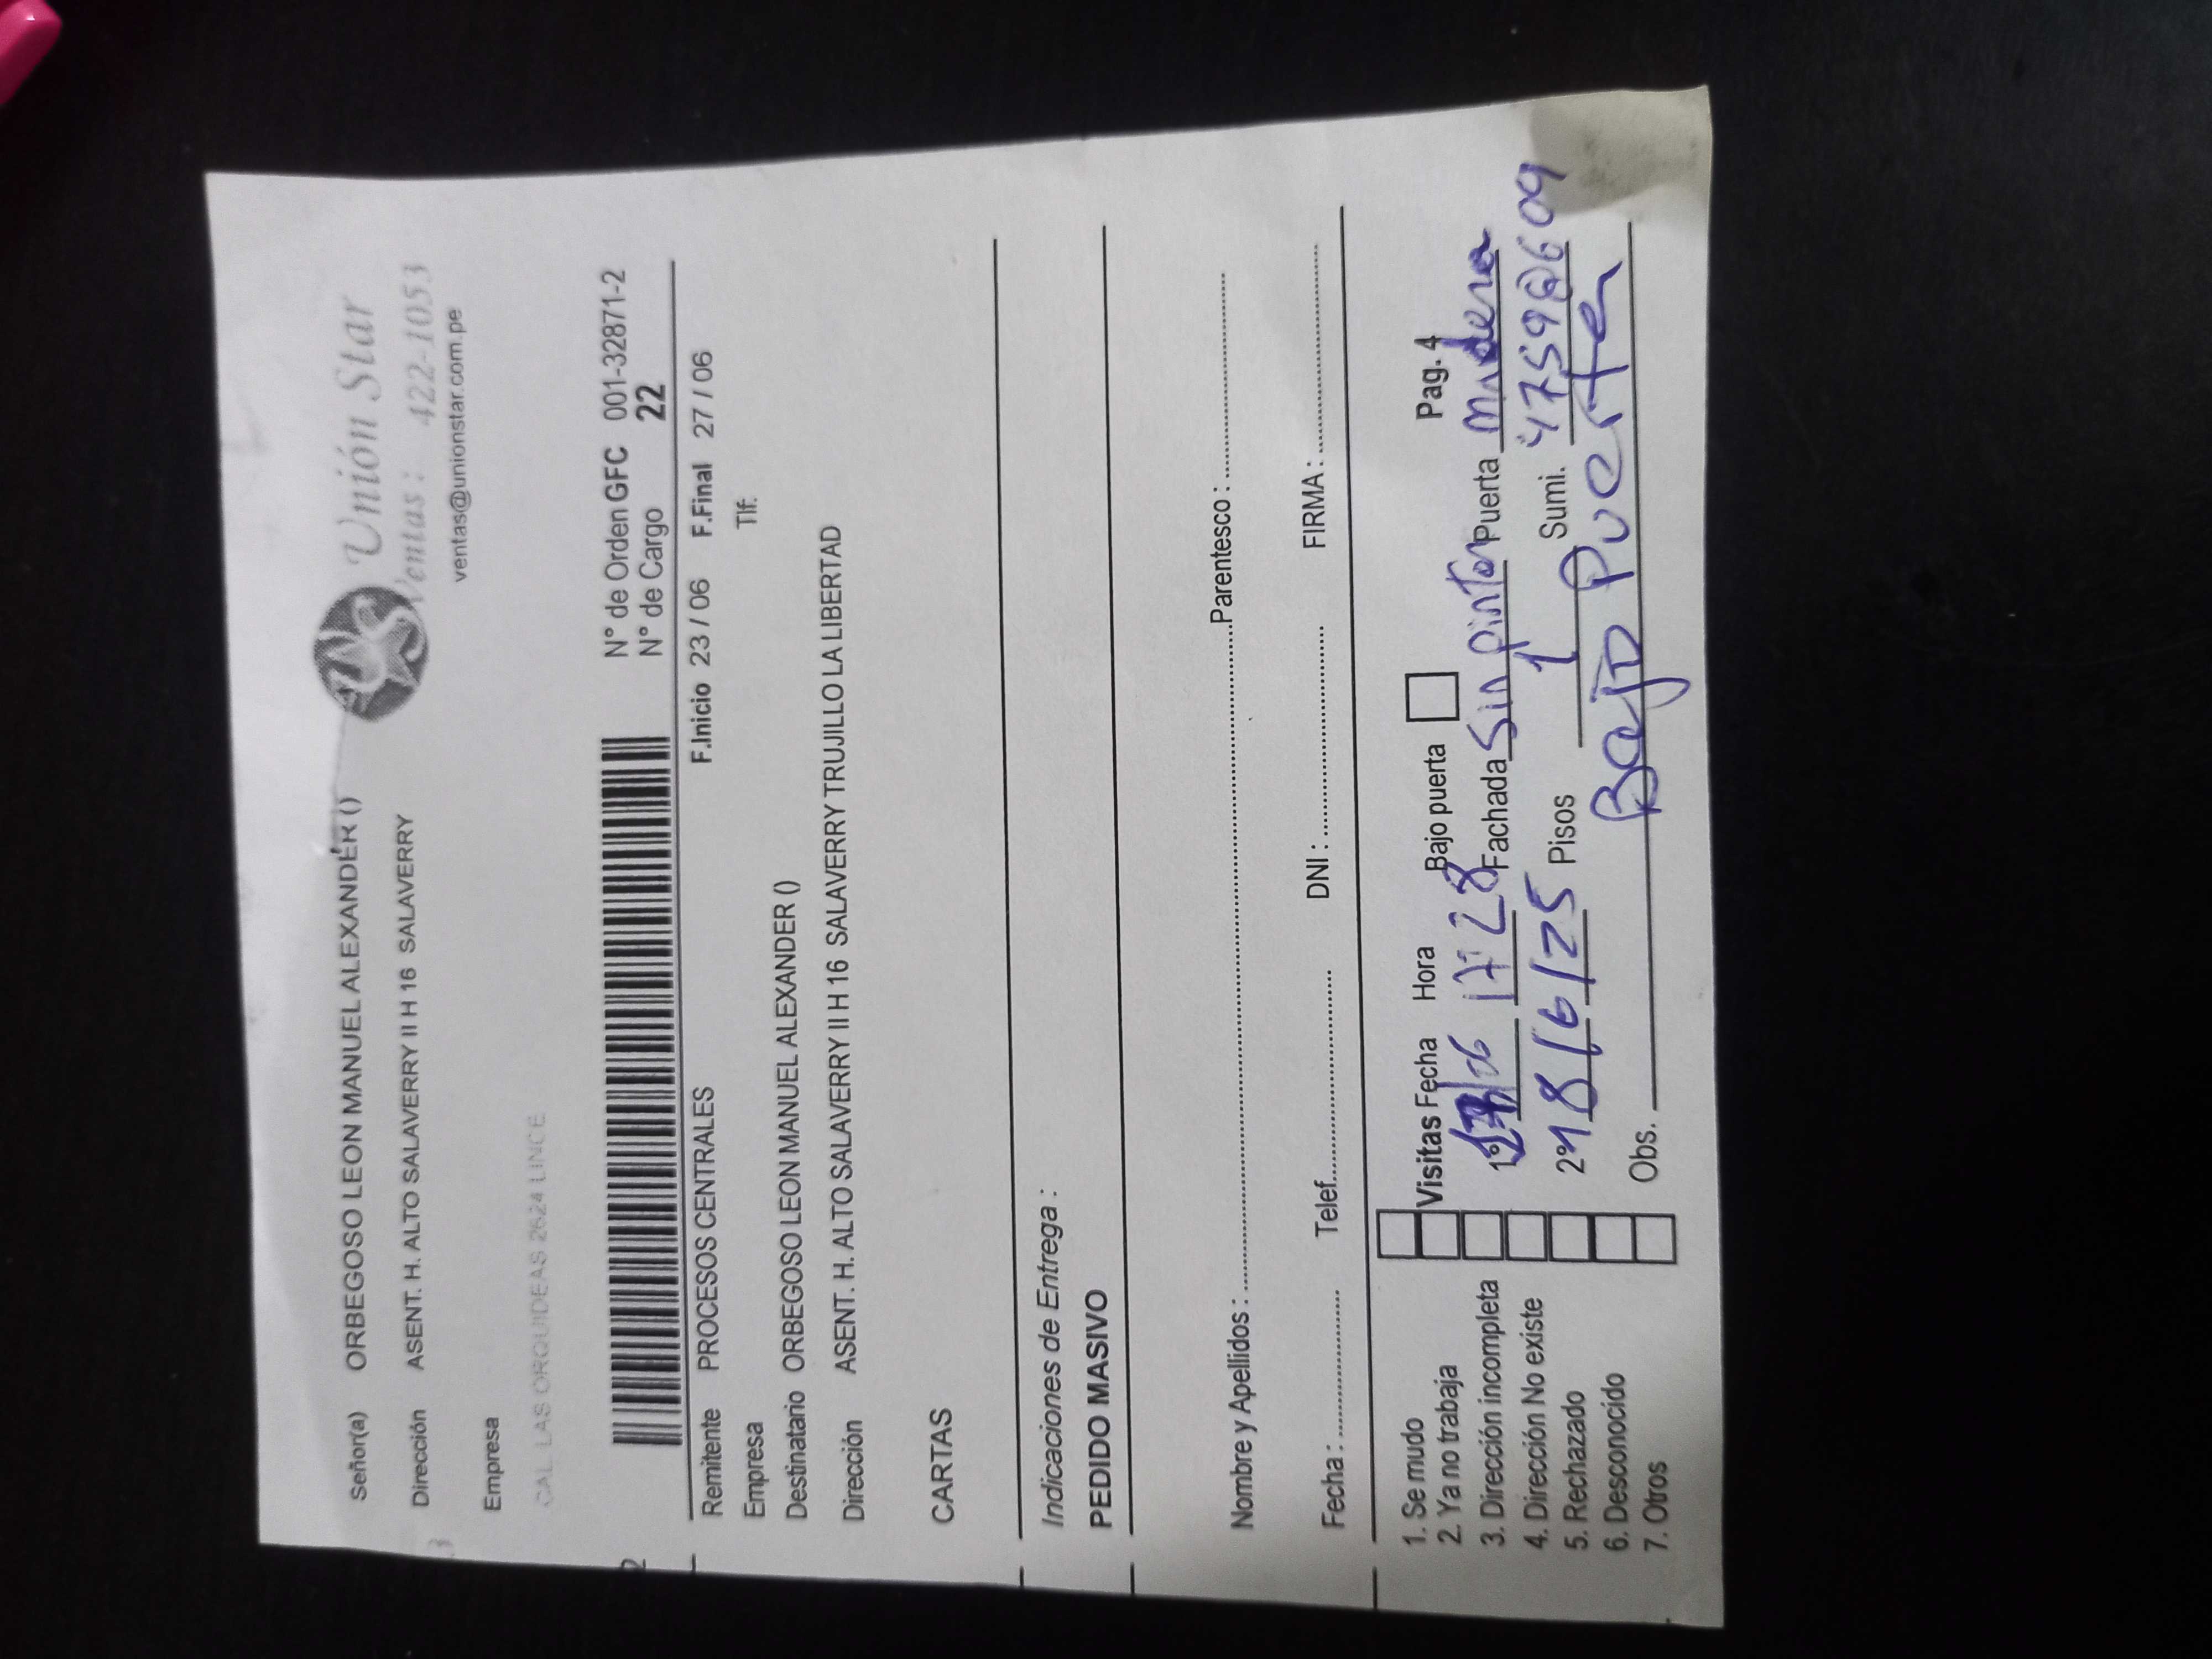 Unión Star
Ventas : 422-1053
ventas@unionstar.com.pe
Señor(a) ORBEGOSO LEON MANUEL ALEXANDER ()
Dirección ASENT. H. ALTO SALAVERRY II H 16 SALAVERRY
Empresa
CAL LAS ORQUIDEAS 2624 LINCE
N° de Orden GFC 001-32871-2
N° de Cargo 22
Remitente PROCESOS CENTRALES F.Inicio 23 / 06 F.Final 27 / 06
Empresa Tlf.
Destinatario ORBEGOSO LEON MANUEL ALEXANDER ()
Dirección ASENT. H. ALTO SALAVERRY II H 16 SALAVERRY TRUJILLO LA LIBERTAD
CARTAS
Indicaciones de Entrega :
PEDIDO MASIVO
Nombre y Apellidos : Parentesco :
Fecha : Telef. DNI : FIRMA :
1. Se mudo
2. Ya no trabaja Visitas Fecha Hora Bajo puerta Pag. 4
3. Dirección incompleta 1° /06 17:28 Fachada Sin pintar Puerta Madera
4. Dirección No existe
5. Rechazado 2° 18/6/25 Pisos 1 Sumi.
6. Desconocido
7. Otros Obs. Bajo Puerta